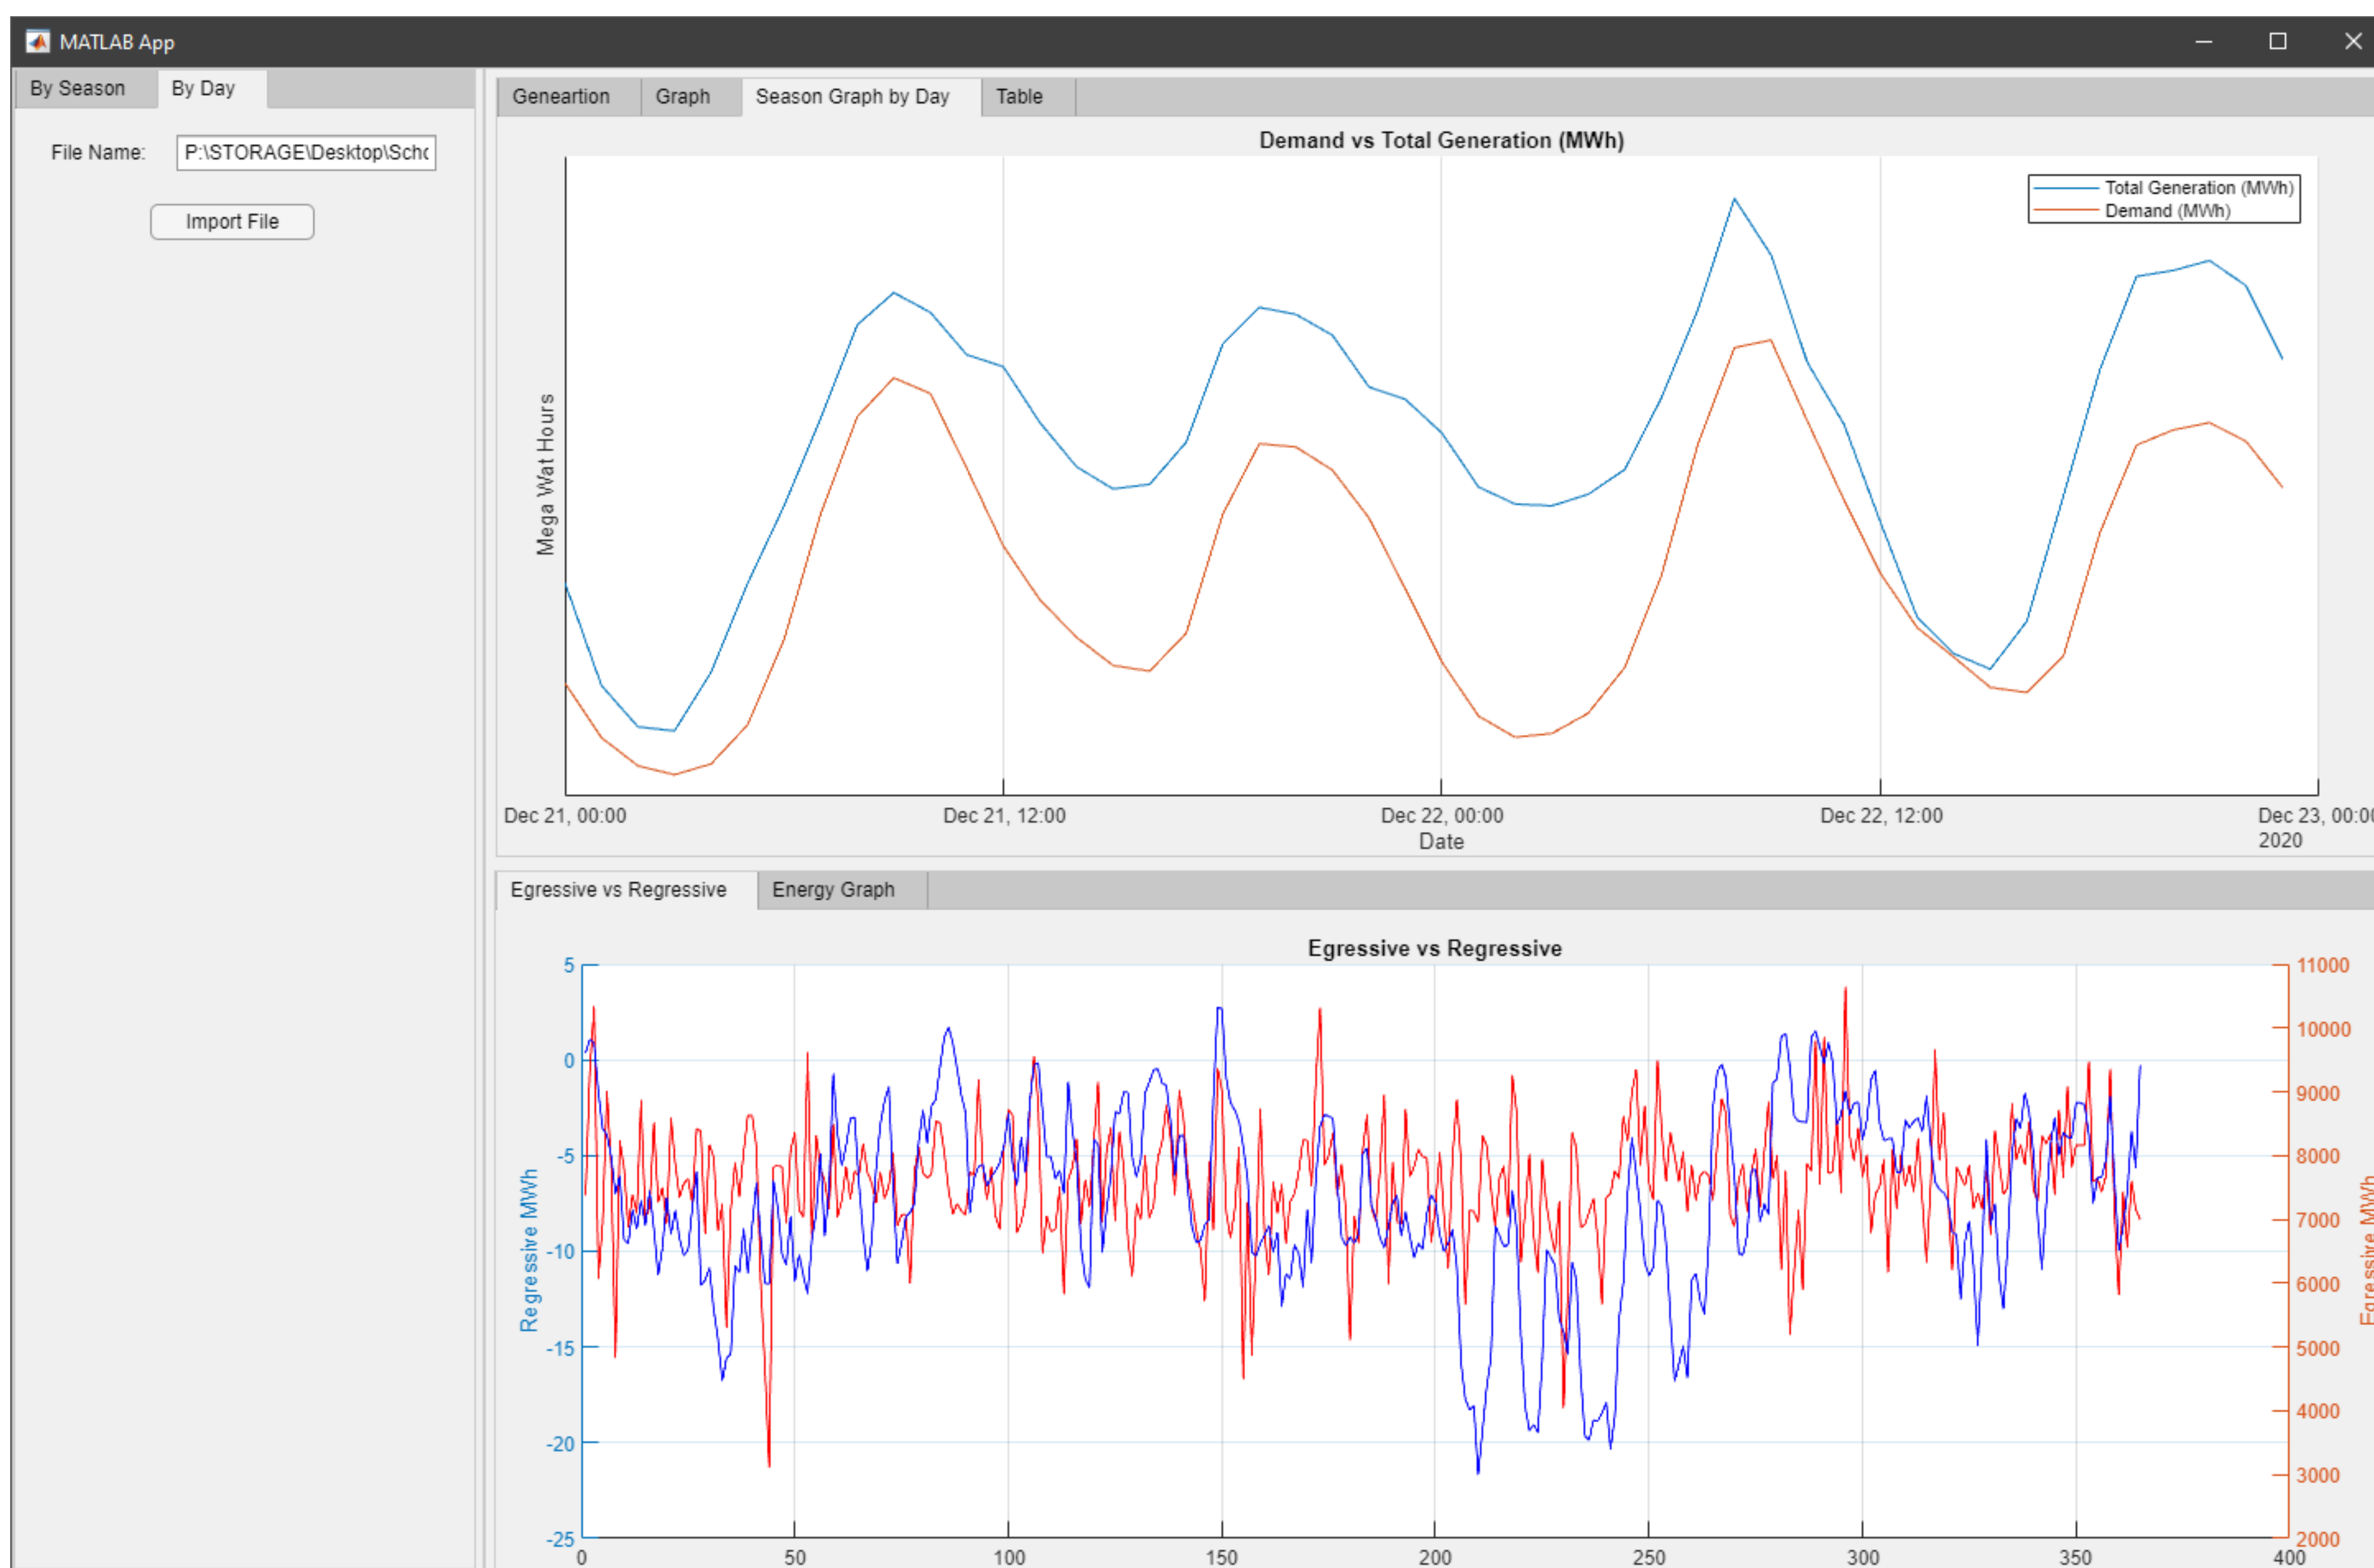 MATLAB App
By Season
By Day
File Name:
P:\STORAGE\Desktop\Scho
Import File
Geneartion
Graph
Season Graph by Day
Table
Demand vs Total Generation (MWh)
Total Generation (MWh)
Demand (MWh)
Mega Wat Hours
Dec 21, 00:00
Dec 21, 12:00
Dec 22, 00:00
Dec 22, 12:00
Dec 23, 00:00
Date
2020
Egressive vs Regressive
Energy Graph
Egressive vs Regressive
5
0
-5
-10
-15
-20
-25
Regressive MWh
11000
10000
9000
8000
7000
6000
5000
4000
3000
2000
Egressive MWh
0
50
100
150
200
250
300
350
400